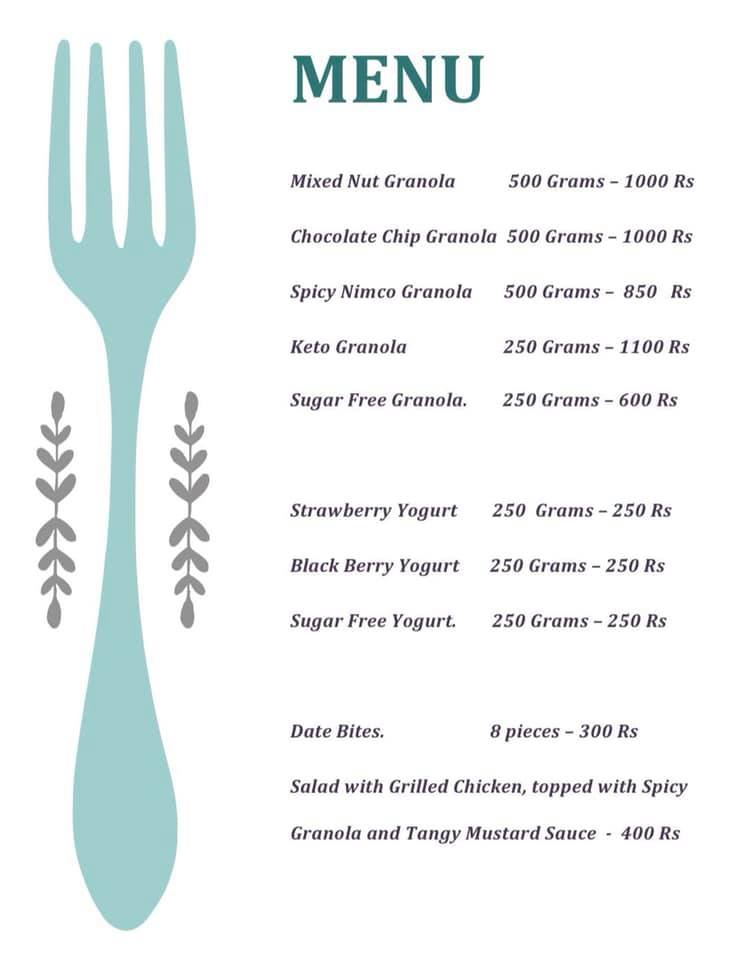 MENU
Mixed Nut Granola 500 Grams – 1000 Rs
Chocolate Chip Granola 500 Grams – 1000 Rs
Spicy Nimco Granola 500 Grams – 850 Rs
Keto Granola 250 Grams – 1100 Rs
Sugar Free Granola. 250 Grams – 600 Rs
Strawberry Yogurt 250 Grams – 250 Rs
Black Berry Yogurt 250 Grams – 250 Rs
Sugar Free Yogurt. 250 Grams – 250 Rs
Date Bites. 8 pieces – 300 Rs
Salad with Grilled Chicken, topped with Spicy
Granola and Tangy Mustard Sauce - 400 Rs